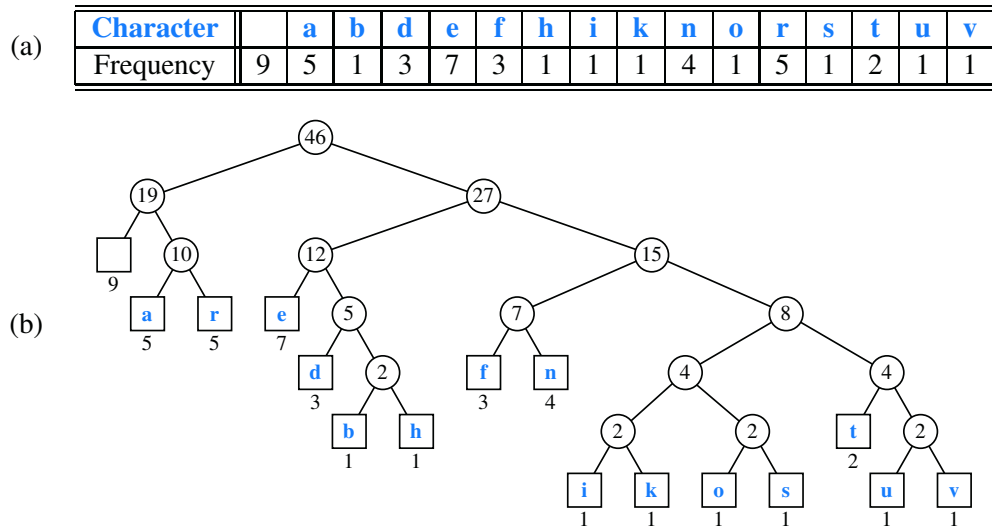 (a)
Character a b d e f h i k n o r s t u v
Frequency 9 5 1 3 7 3 1 1 1 4 1 5 1 2 1 1
46
19 27
10 12 15
9
a r e 5 7 8
5 5 7
(b)
d 2 f n 4 4
3 3 4
b h 2 2 t 2
1 1 2
i k o s u v
1 1 1 1 1 1